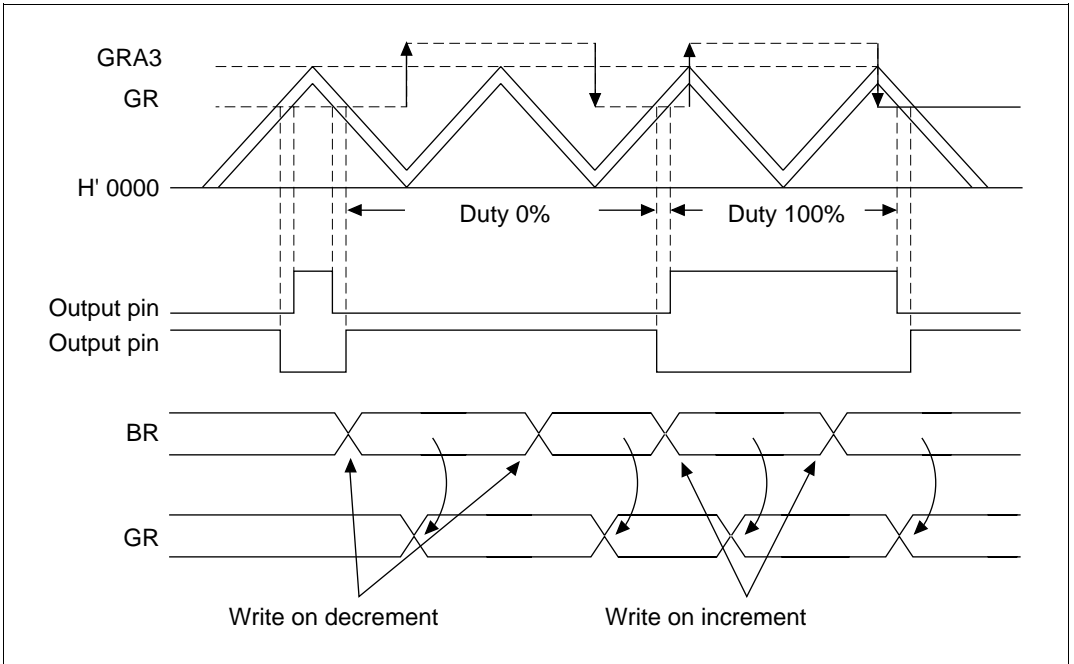 GRA3
GR
H' 0000
Duty 0%
Duty 100%
Output pin
Output pin
BR
GR
Write on decrement
Write on increment